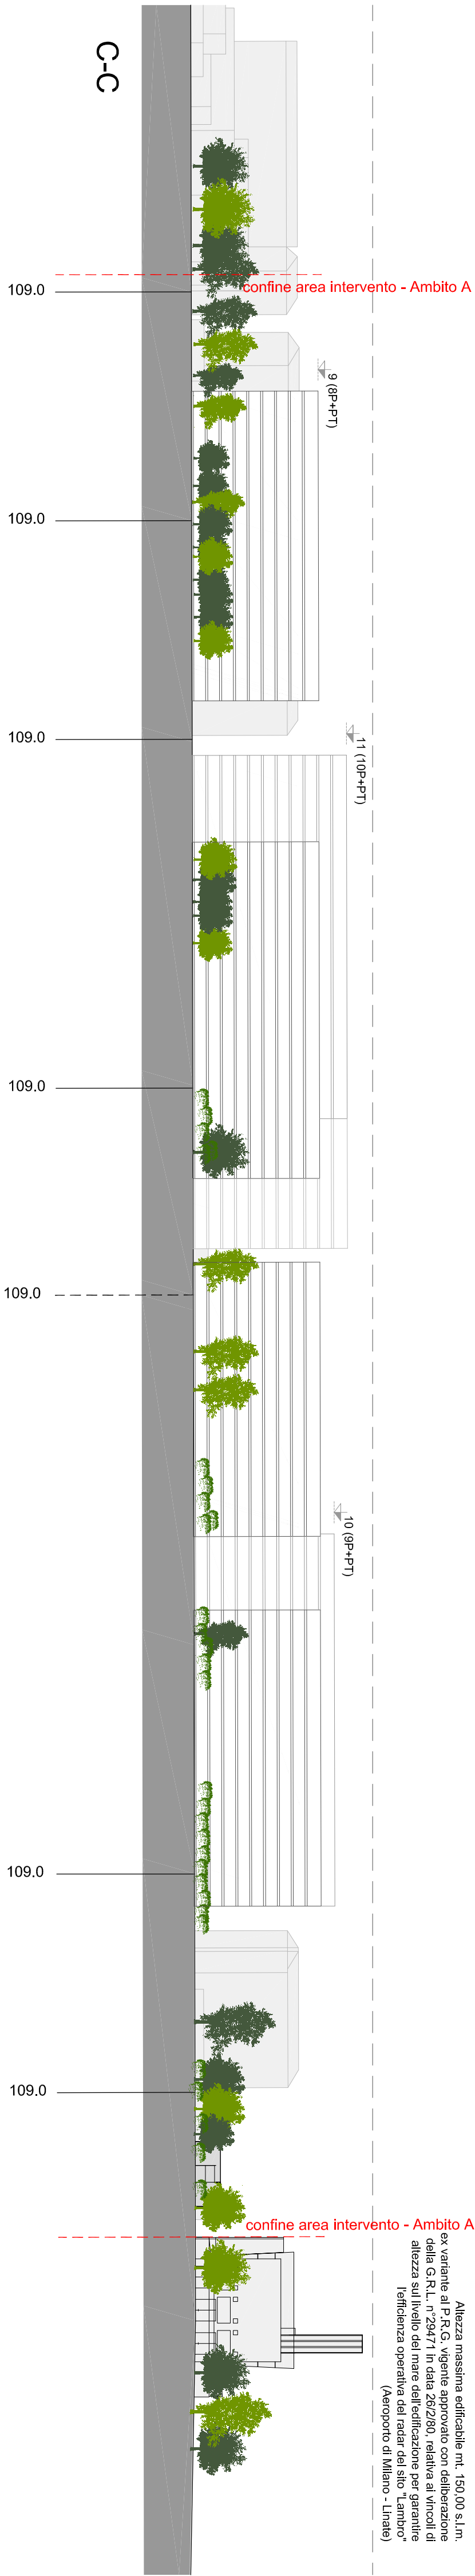 C-C
109.0
confine area intervento - Ambito A
9 (8P+PT)
109.0
109.0
11 (10P+PT)
109.0
109.0
10 (9P+PT)
109.0
109.0
confine area intervento - Ambito A
Altezza massima edificabile mt. 150,00 s.l.m.
ex variante al P.R.G. vigente approvato con deliberazione
della G.R.L. n°29471 in data 26/2/80, relativa ai vincoli di
altezza sul livello del mare dell'edificazione per garantire
l'efficienza operativa del radar del sito "Lambro"
(Aeroporto di Milano - Linate)